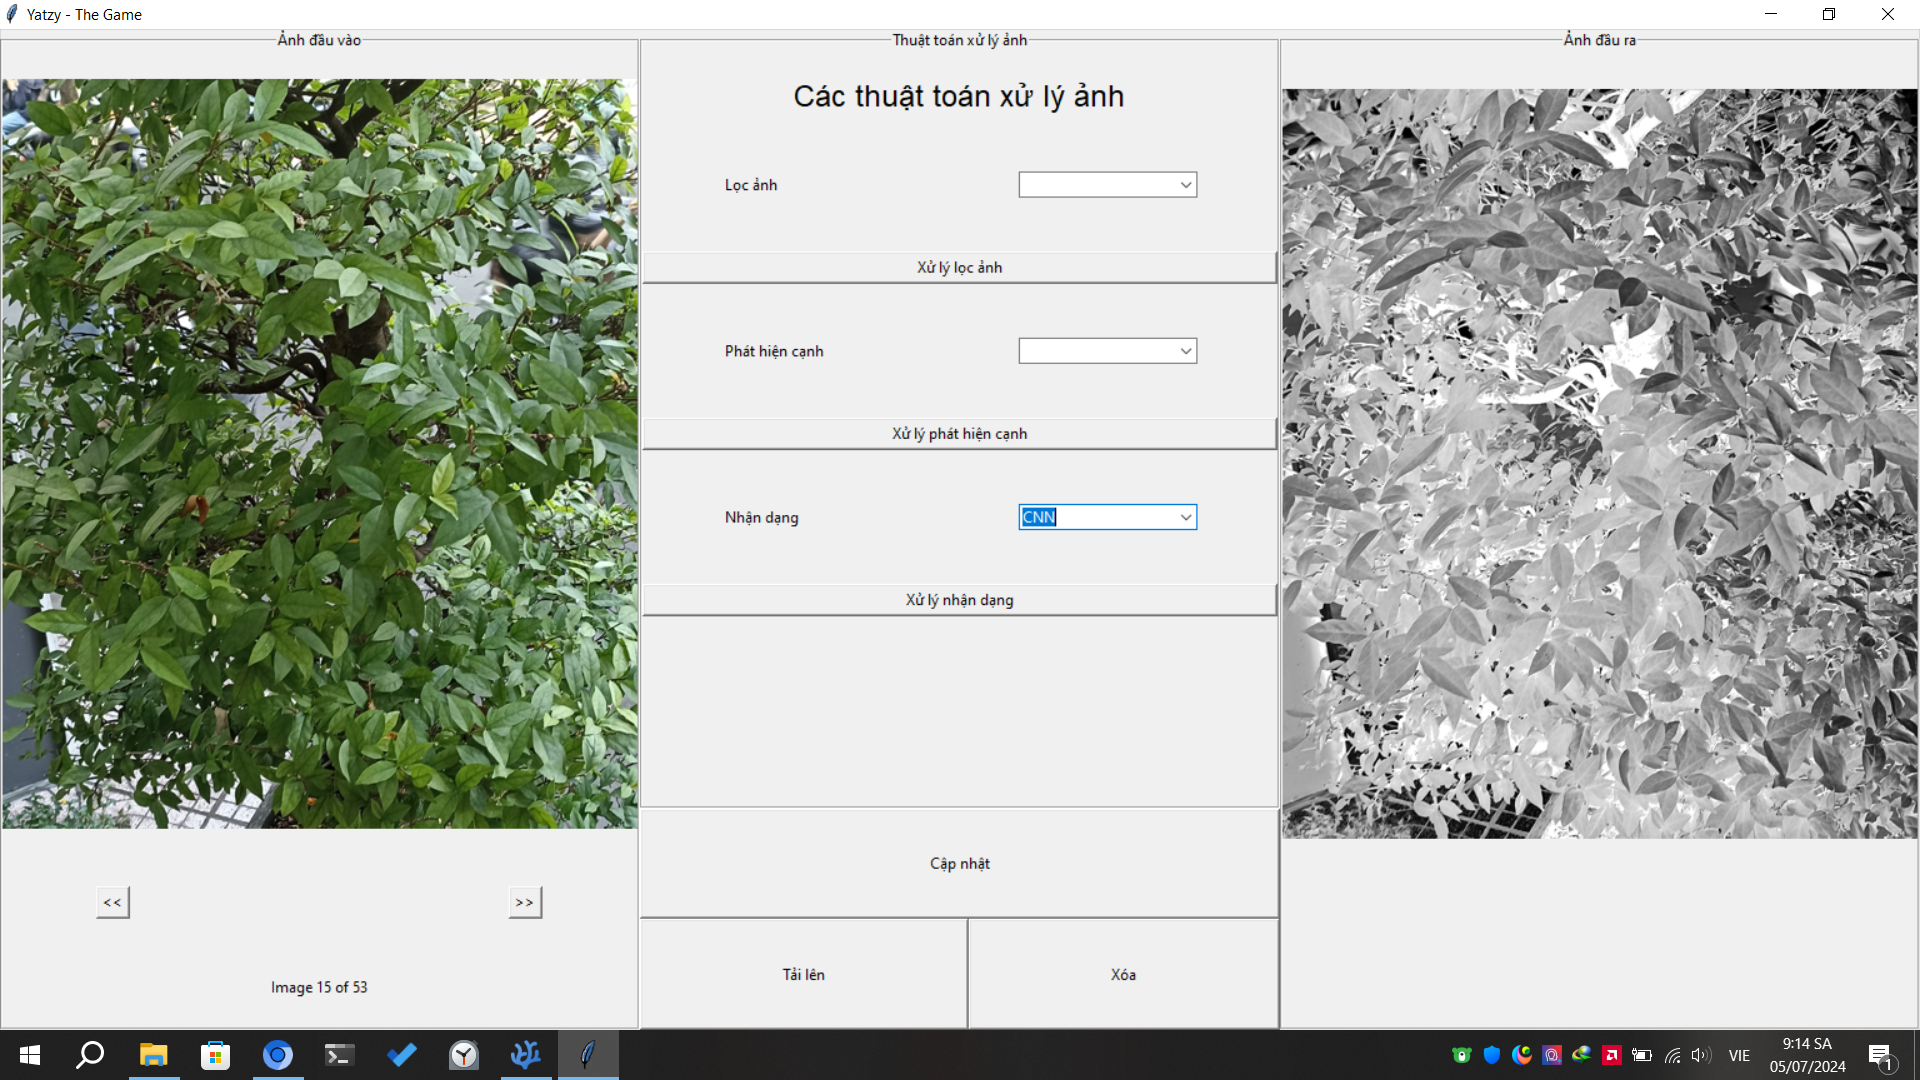 Yatzy - The Game
Ảnh đầu vào
Thuật toán xử lý ảnh
Ảnh đầu ra
Các thuật toán xử lý ảnh
Lọc ảnh
Xử lý lọc ảnh
Phát hiện cạnh
Xử lý phát hiện cạnh
Nhận dạng
CNN
Xử lý nhận dạng
Cập nhật
<<
>>
Tải lên
Xóa
Image 15 of 53
VIE
9:14 SA
05/07/2024
1